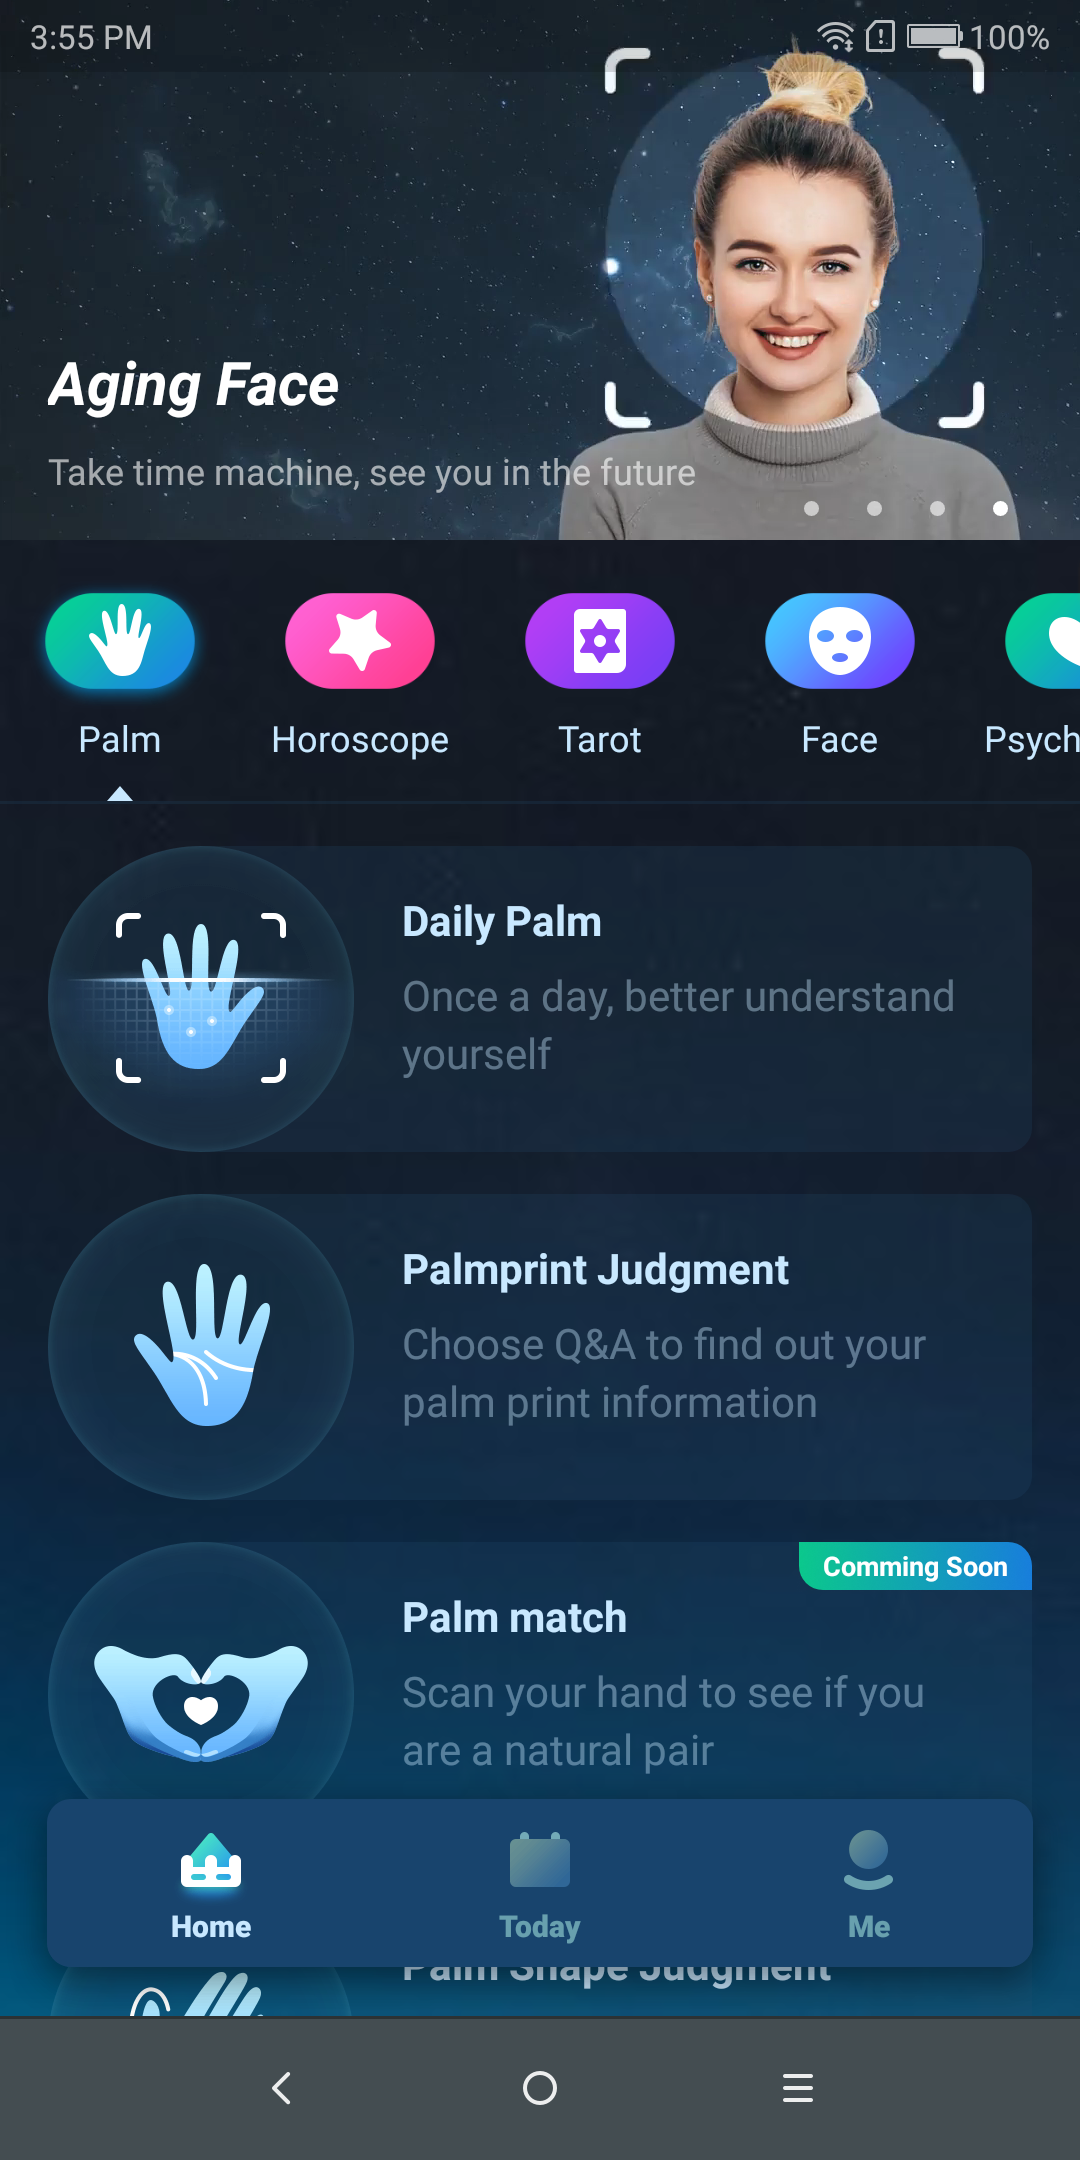 3:55 PM
100%
Aging Face
Take time machine, see you in the future
Palm
Horoscope
Tarot
Face
Psych
Daily Palm
Once a day, better understand
yourself
Palmprint Judgment
Choose Q&A to find out your
palm print information
Comming Soon
Palm match
Scan your hand to see if you
are a natural pair
Home
Today
Me
Palm Shape Judgment